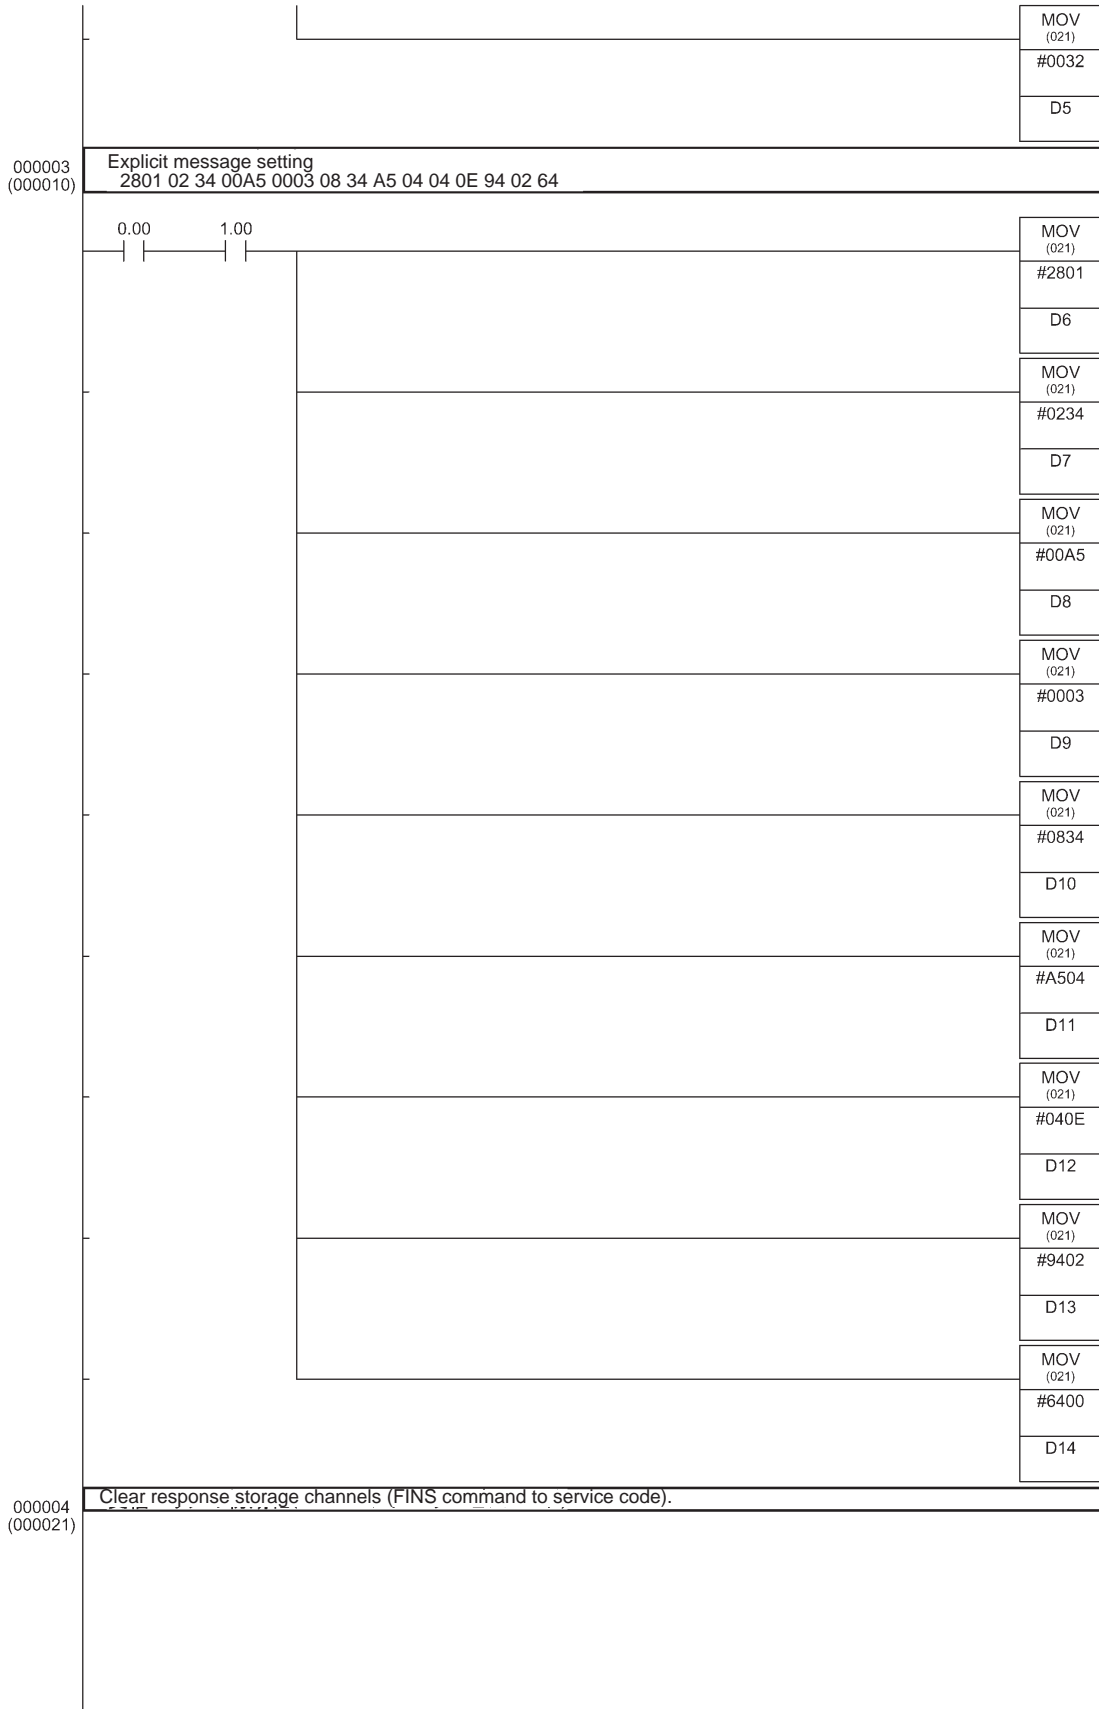 MOV
(021)
#0032
D5
000003
(000010)
Explicit message setting
2801 02 34 00A5 0003 08 34 A5 04 04 0E 94 02 64
0.00 1.00
MOV
(021)
#2801
D6
MOV
(021)
#0234
D7
MOV
(021)
#00A5
D8
MOV
(021)
#0003
D9
MOV
(021)
#0834
D10
MOV
(021)
#A504
D11
MOV
(021)
#040E
D12
MOV
(021)
#9402
D13
MOV
(021)
#6400
D14
000004
(000021)
Clear response storage channels (FINS command to service code).